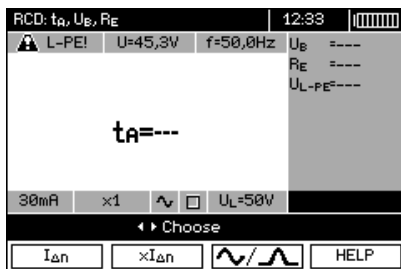 RCD: tA, UB, RE 12:33
L-PE! U=45,3V f=50,0Hz
UB =---
RE =---
UL-PE=---
tA=---
30mA x1 UL=50V
Choose
IΔn xIΔn HELP